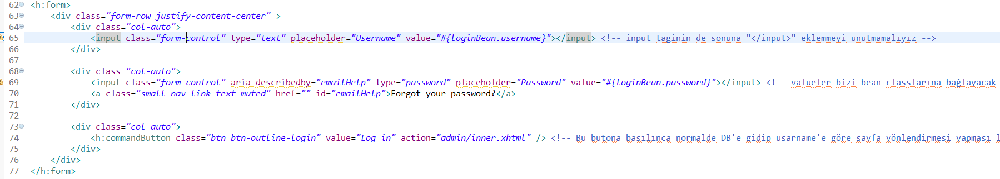 62 <h:form>
63 <div class="form-row justify-content-center" >
64 <div class="col-auto">
65 <input class="form-control" type="text" placeholder="Username" value="#{loginBean.username}"></input> <!-- input taginin de sonuna "</input>" eklemmeyi unutmamalıyız -->
66 </div>
67
68 <div class="col-auto">
69 <input class="form-control" aria-describedby="emailHelp" type="password" placeholder="Password" value="#{loginBean.password}"></input> <!-- valueler bizi bean classlarına bağlayacak
70 <a class="small nav-link text-muted" href="" id="emailHelp">Forgot your password?</a>
71 </div>
72
73 <div class="col-auto">
74 <h:commandButton class="btn btn-outline-login" value="Log in" action="admin/inner.xhtml" /> <!-- Bu butona basılınca normalde DB'e gidip usarname'e göre sayfa yönlendirmesi yapması
75 </div>
76 </div>
77 </h:form>